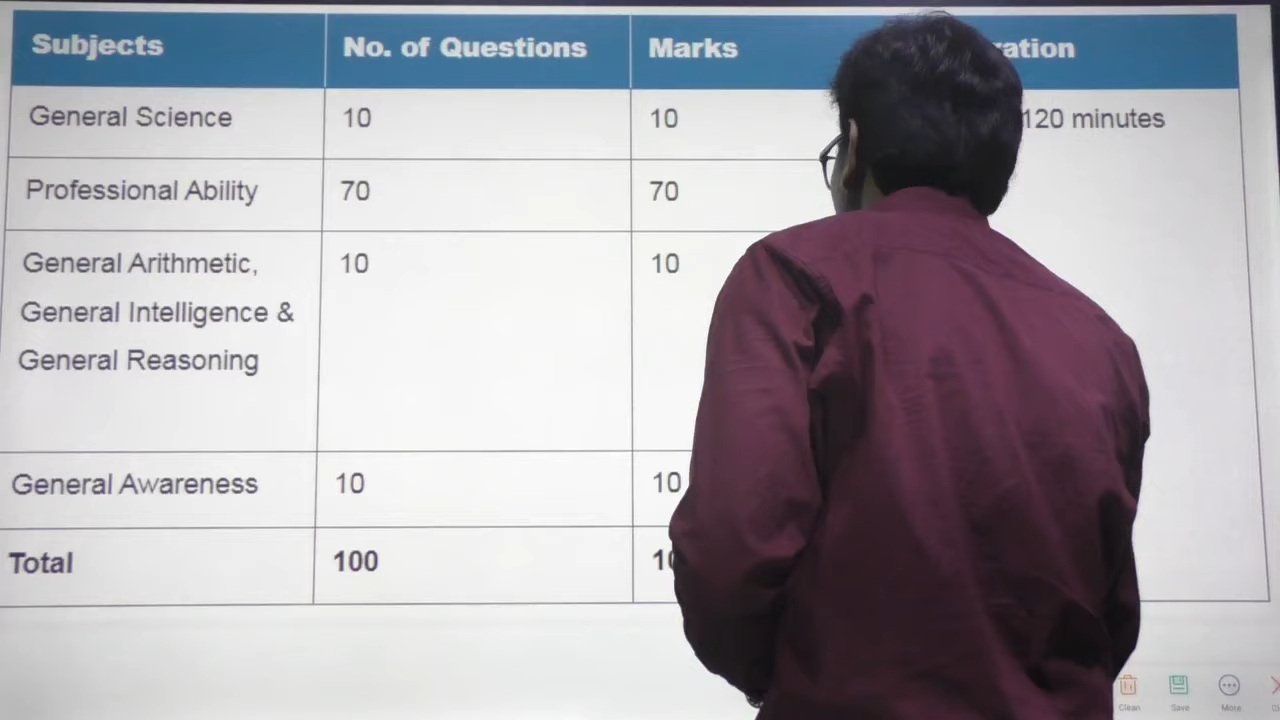 Subjects No. of Questions Marks
General Science 10 10 120 minutes
Professional Ability 70 70
General Arithmetic, 10 10
General Intelligence &
General Reasoning
General Awareness 10 10
Total 100
Clean Save More